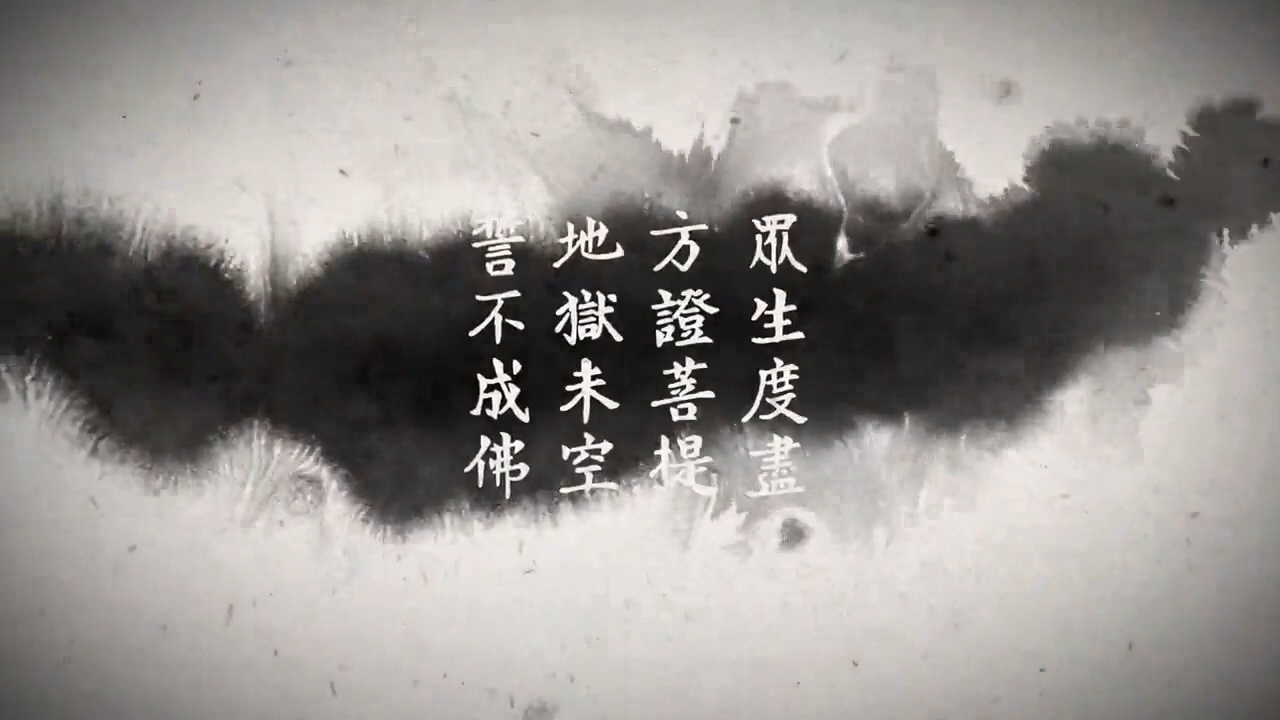 眾生度盡
方證菩提
地獄未空
誓不成佛